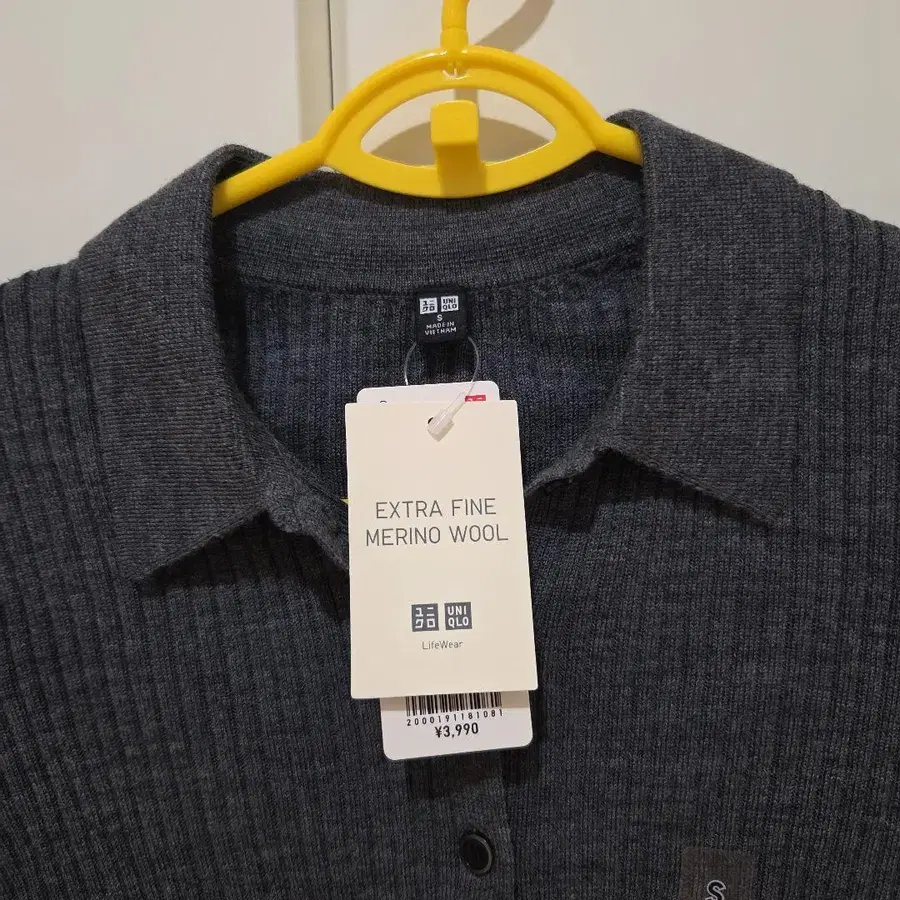 ユニ UNI
クロ QLO
S
MADE IN
VIETNAM
EXTRA FINE
MERINO WOOL
ユニ UNI
クロ QLO
LifeWear
2000191181081
¥3,990
S